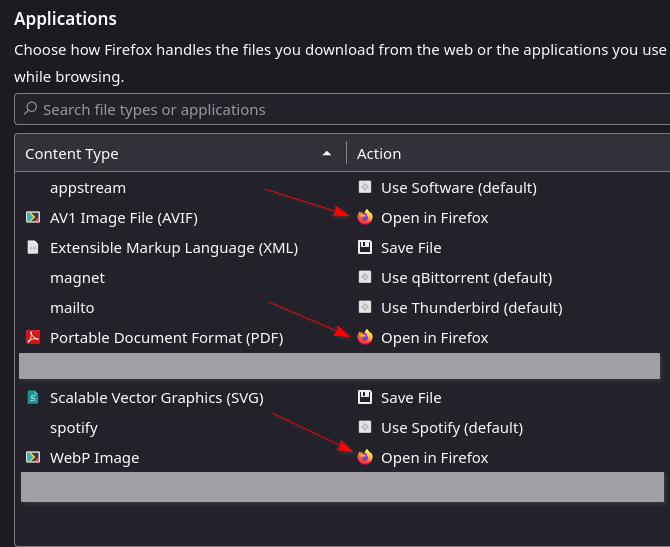 Applications
Choose how Firefox handles the files you download from the web or the applications you use
while browsing.
Search file types or applications
Content Type Action
appstream Use Software (default)
AV1 Image File (AVIF) Open in Firefox
Extensible Markup Language (XML) Save File
magnet Use qBittorrent (default)
mailto Use Thunderbird (default)
Portable Document Format (PDF) Open in Firefox
Scalable Vector Graphics (SVG) Save File
spotify Use Spotify (default)
WebP Image Open in Firefox